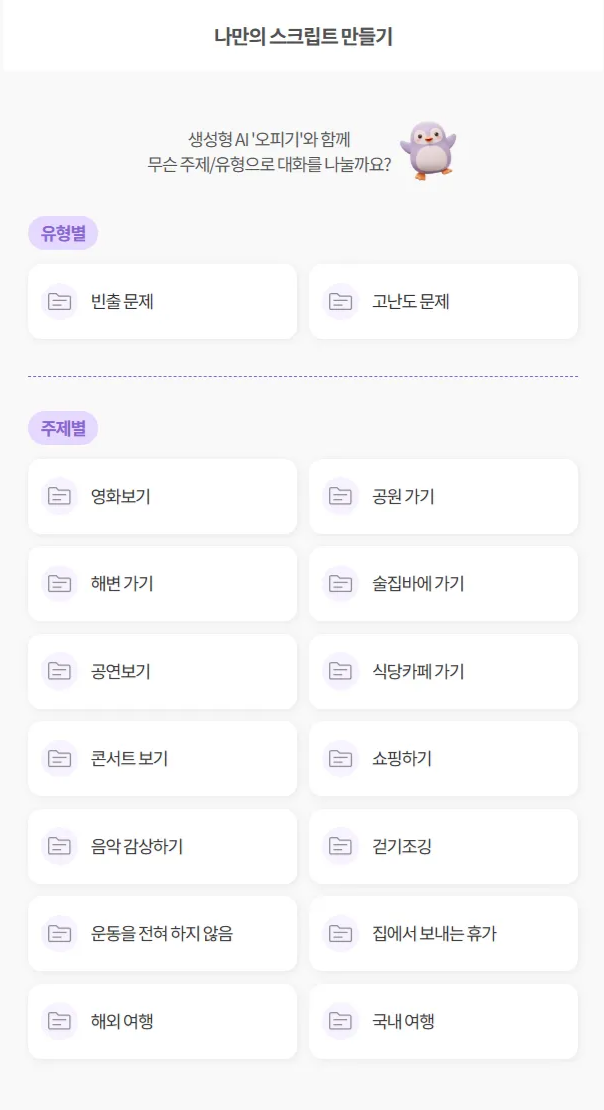 나만의 스크립트 만들기
생성형 AI '오피기'와 함께
무슨 주제/유형으로 대화를 나눌까요?
유형별
빈출 문제
고난도 문제
주제별
영화보기
공원 가기
해변 가기
술집바에 가기
공연보기
식당카페 가기
콘서트 보기
쇼핑하기
음악 감상하기
걷기조깅
운동을 전혀 하지 않음
집에서 보내는 휴가
해외 여행
국내 여행